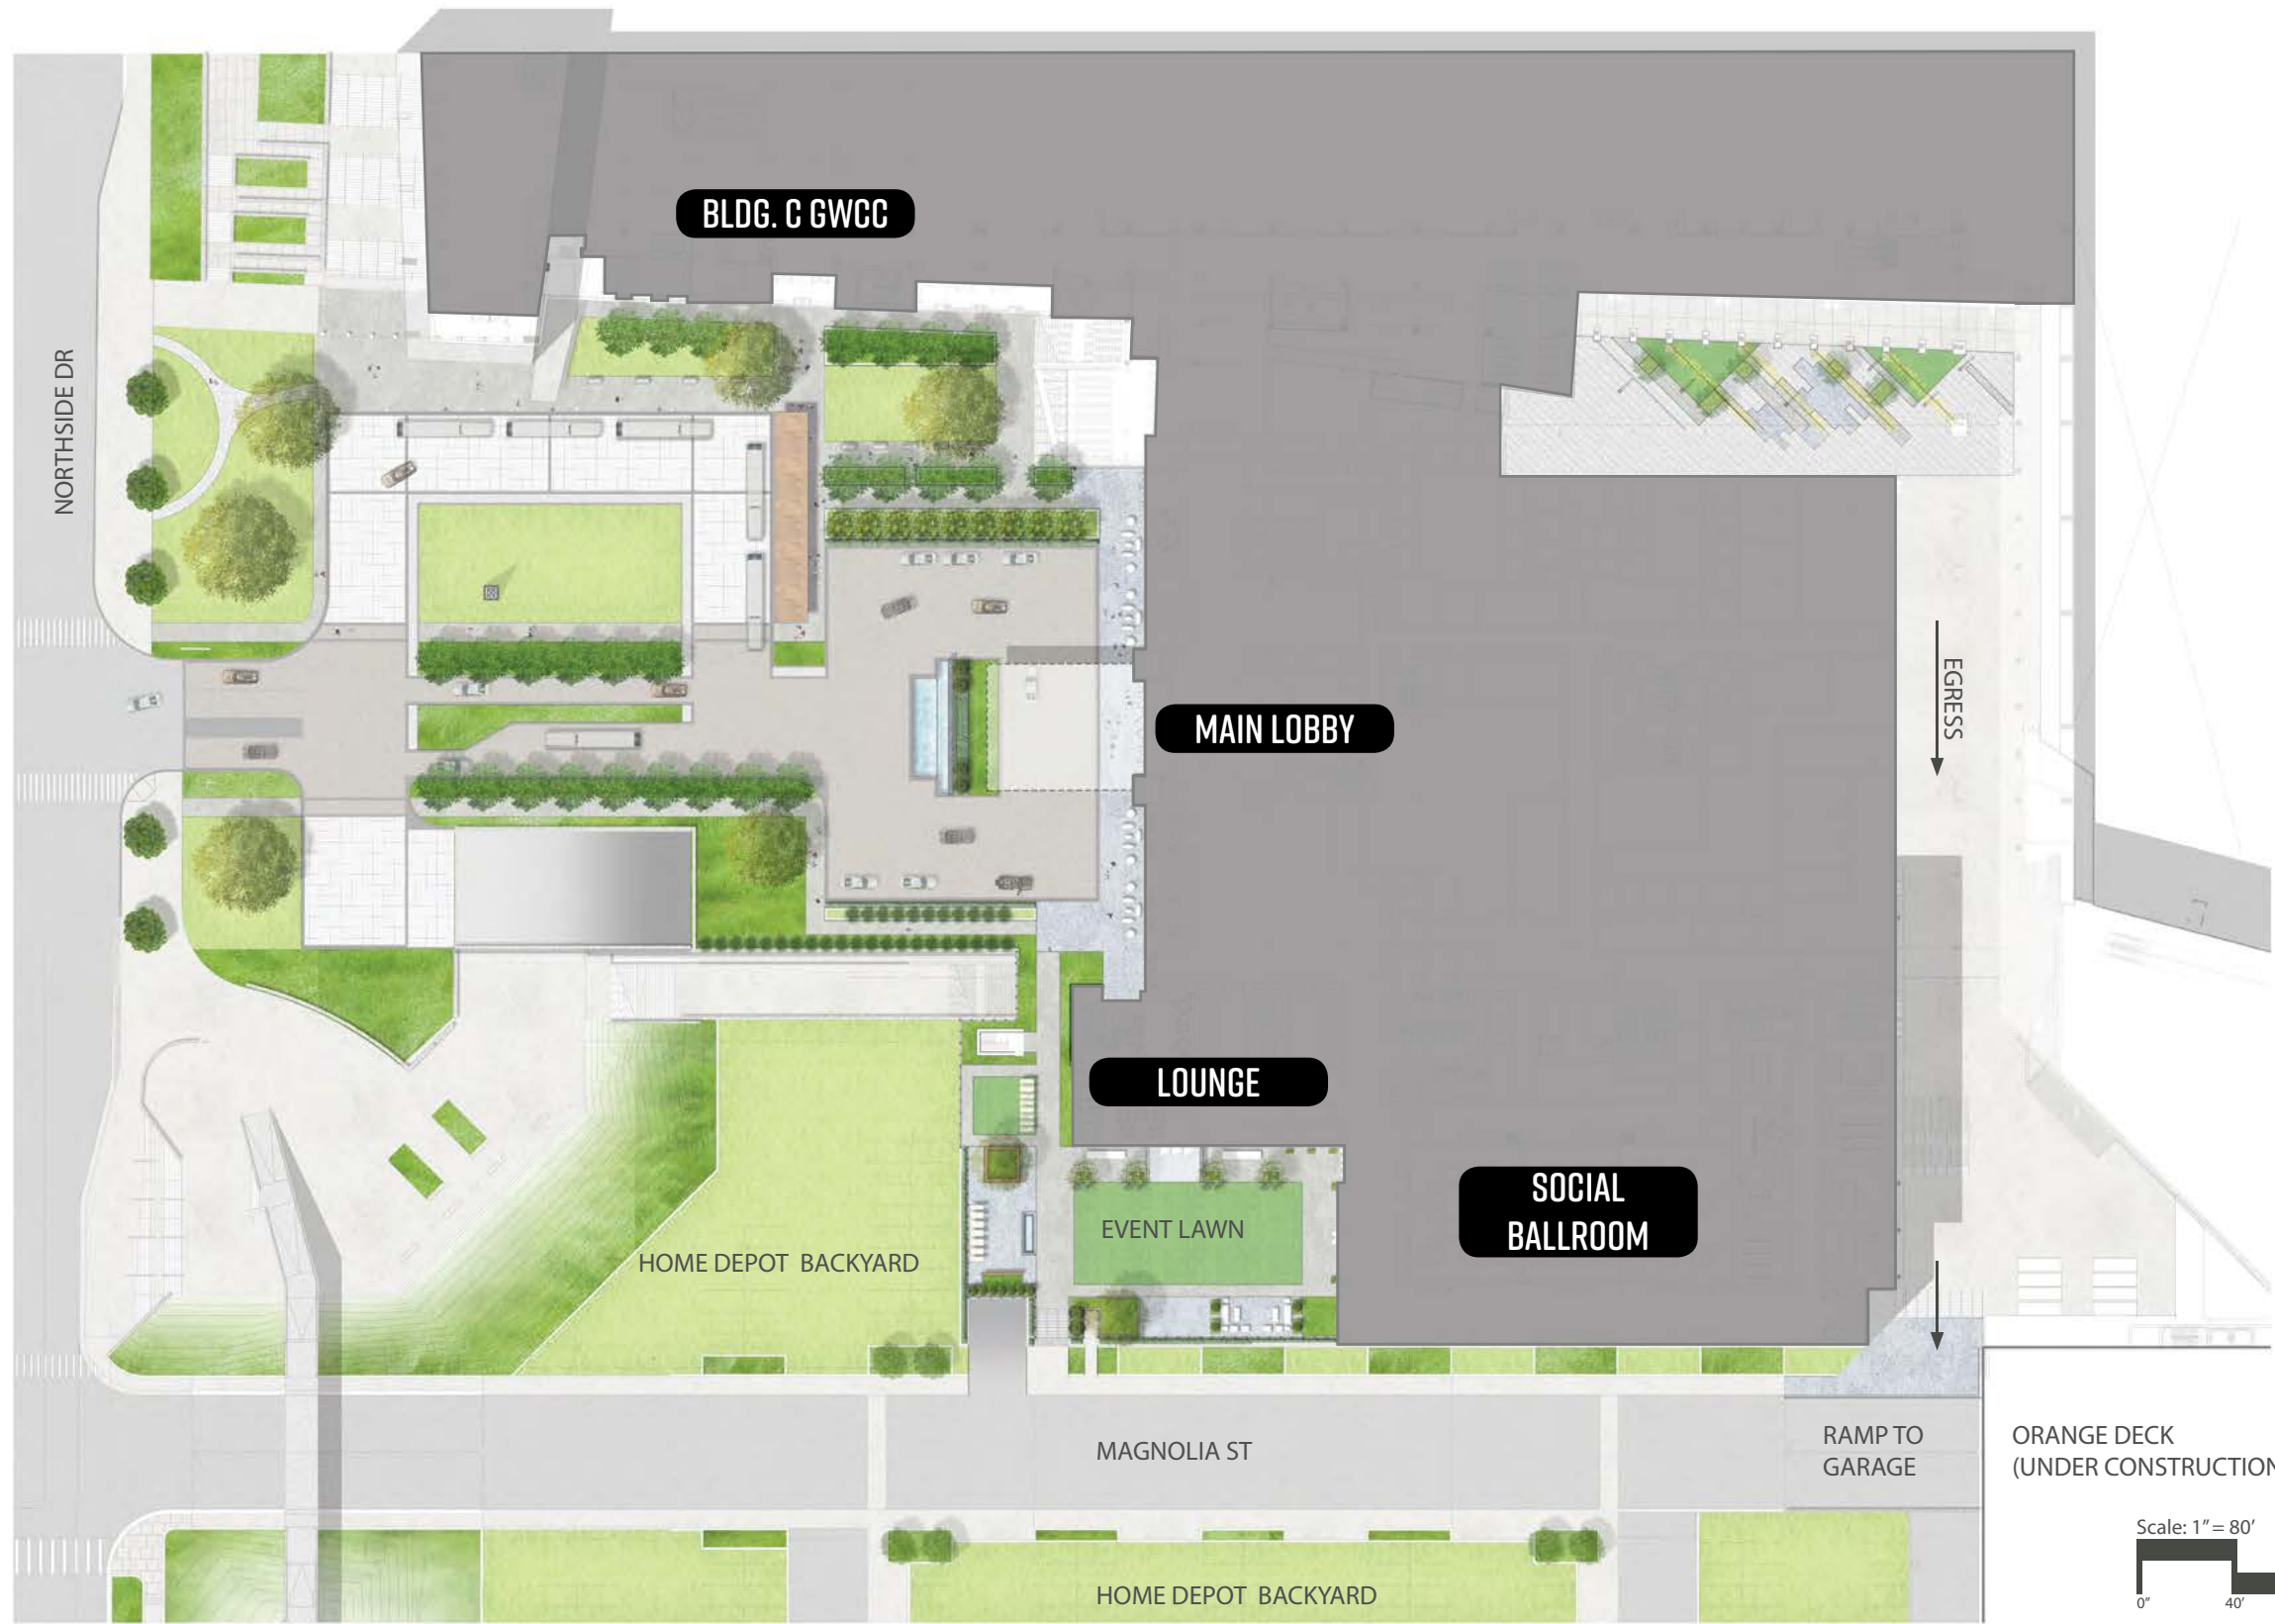 BLDG. C GWCC
NORTHSIDE DR
MAIN LOBBY
EGRESS
LOUNGE
SOCIAL
BALLROOM
EVENT LAWN
HOME DEPOT BACKYARD
MAGNOLIA ST
RAMP TO
GARAGE
ORANGE DECK
(UNDER CONSTRUCTION
Scale: 1” = 80’
0” 40’
HOME DEPOT BACKYARD